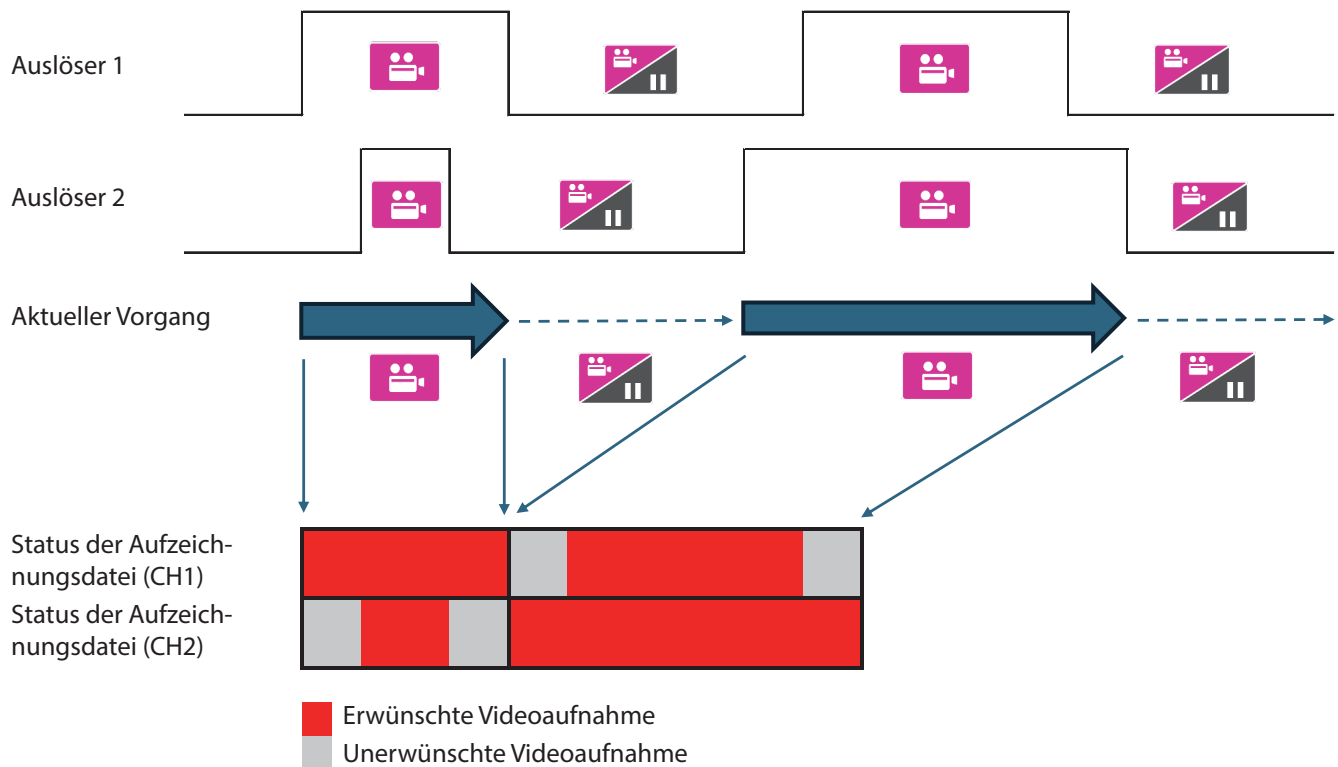 Auslöser 1
Auslöser 2
Aktueller Vorgang
Status der Aufzeich-
nungsdatei (CH1)
Status der Aufzeich-
nungsdatei (CH2)
Erwünschte Videoaufnahme
Unerwünschte Videoaufnahme